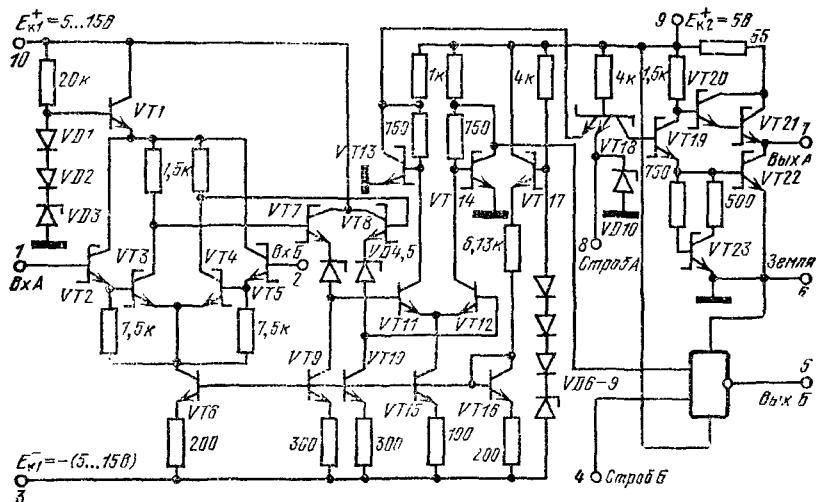 E⁺к1 = 5...15В
10
20к
VT1
VD1
VD2
VD3
1
Вх А
VT2
VT3
1,5к
VT4
Вх Б
2
VT5
7,5к
7,5к
VT6
200
E⁻к1 = -(5...15В)
3
VT7
VT8
VD4,5
VT9
VT10
300
300
VT13
1к
750
750
VT14
VT11
VT12
VT15
100
4к
VT17
6,13к
VT16
200
VD6-9
9
E⁺к2 = 5В
55
4к
1,5к
VT20
VT18
VT19
VT21
7
Вых А
VD10
750
VT22
500
VT23
8
Строб А
Земля
6
5
Вых Б
4
Строб Б